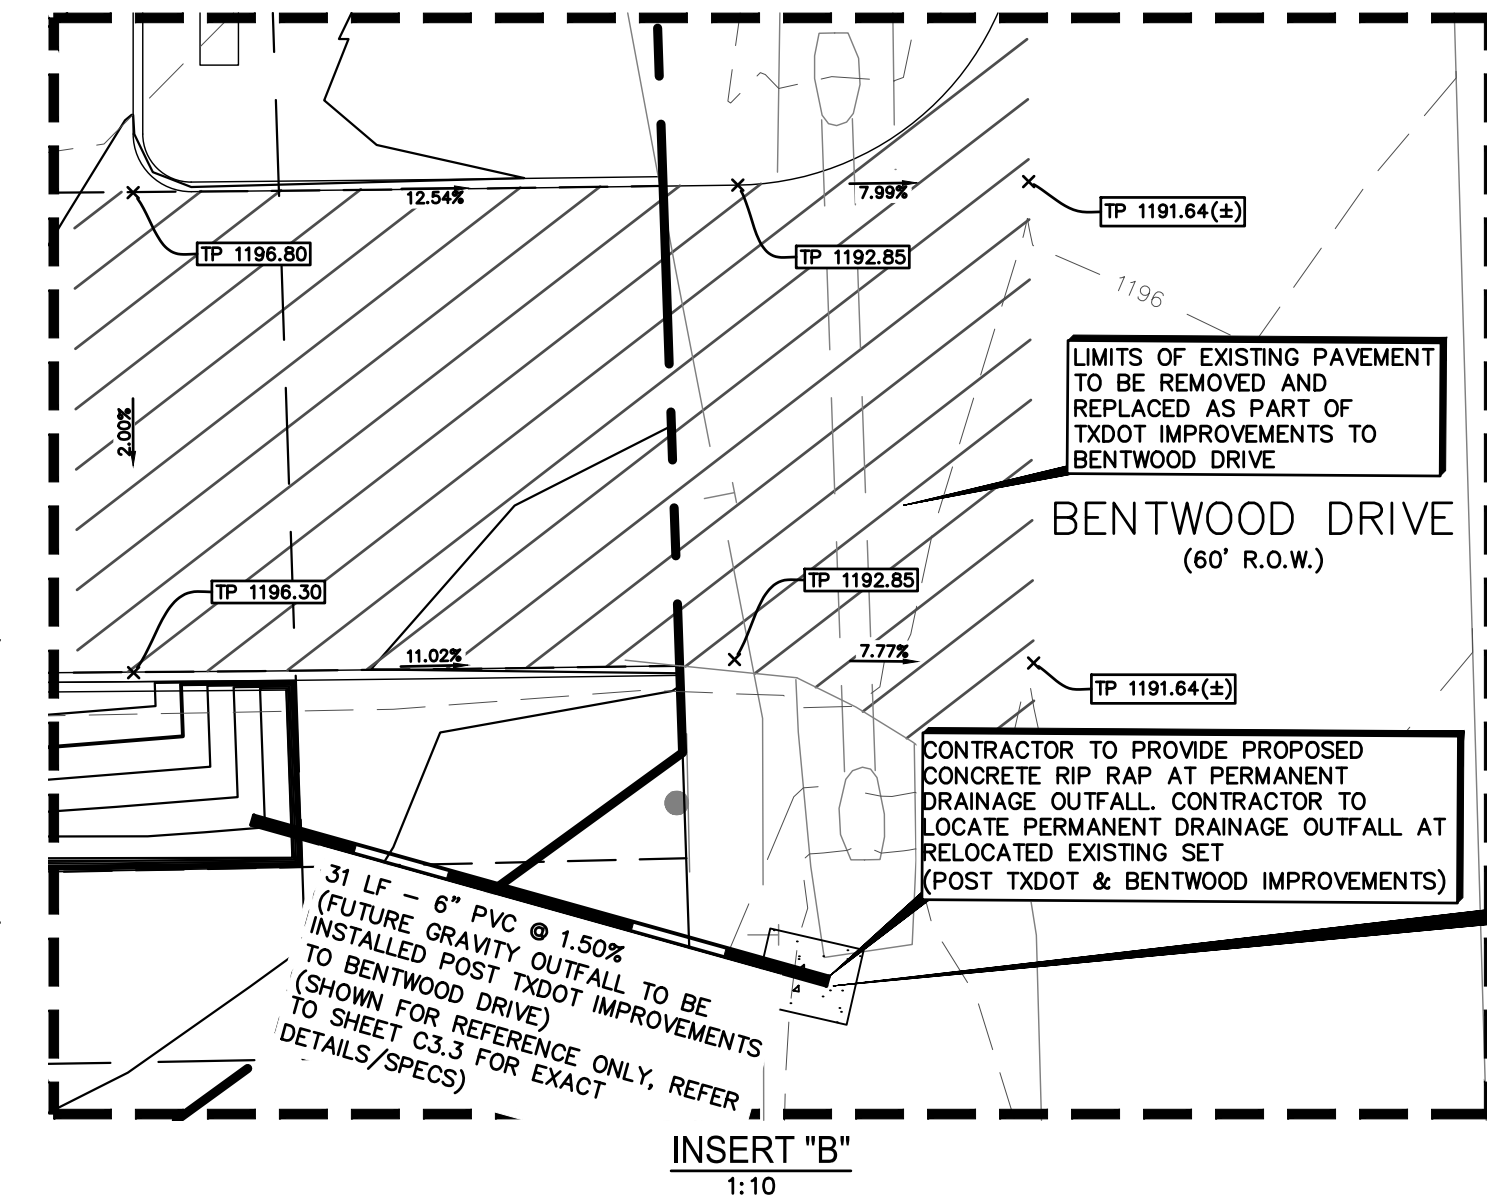 12.54%
7.99%
TP 1191.64(±)
TP 1196.80
TP 1192.85
1196
LIMITS OF EXISTING PAVEMENT
TO BE REMOVED AND
REPLACED AS PART OF
TXDOT IMPROVEMENTS TO
BENTWOOD DRIVE
2.00%
BENTWOOD DRIVE
(60' R.O.W.)
TP 1196.30
TP 1192.85
11.02%
7.77%
TP 1191.64(±)
CONTRACTOR TO PROVIDE PROPOSED
CONCRETE RIP RAP AT PERMANENT
DRAINAGE OUTFALL. CONTRACTOR TO
LOCATE PERMANENT DRAINAGE OUTFALL AT
RELOCATED EXISTING SET
(POST TXDOT & BENTWOOD IMPROVEMENTS)
31 LF – 6" PVC @ 1.50%
(FUTURE GRAVITY OUTFALL TO BE
INSTALLED POST TXDOT IMPROVEMENTS
TO BENTWOOD DRIVE)
(SHOWN FOR REFERENCE ONLY, REFER
TO SHEET C3.3 FOR EXACT
DETAILS/SPECS)
INSERT "B"
1:10